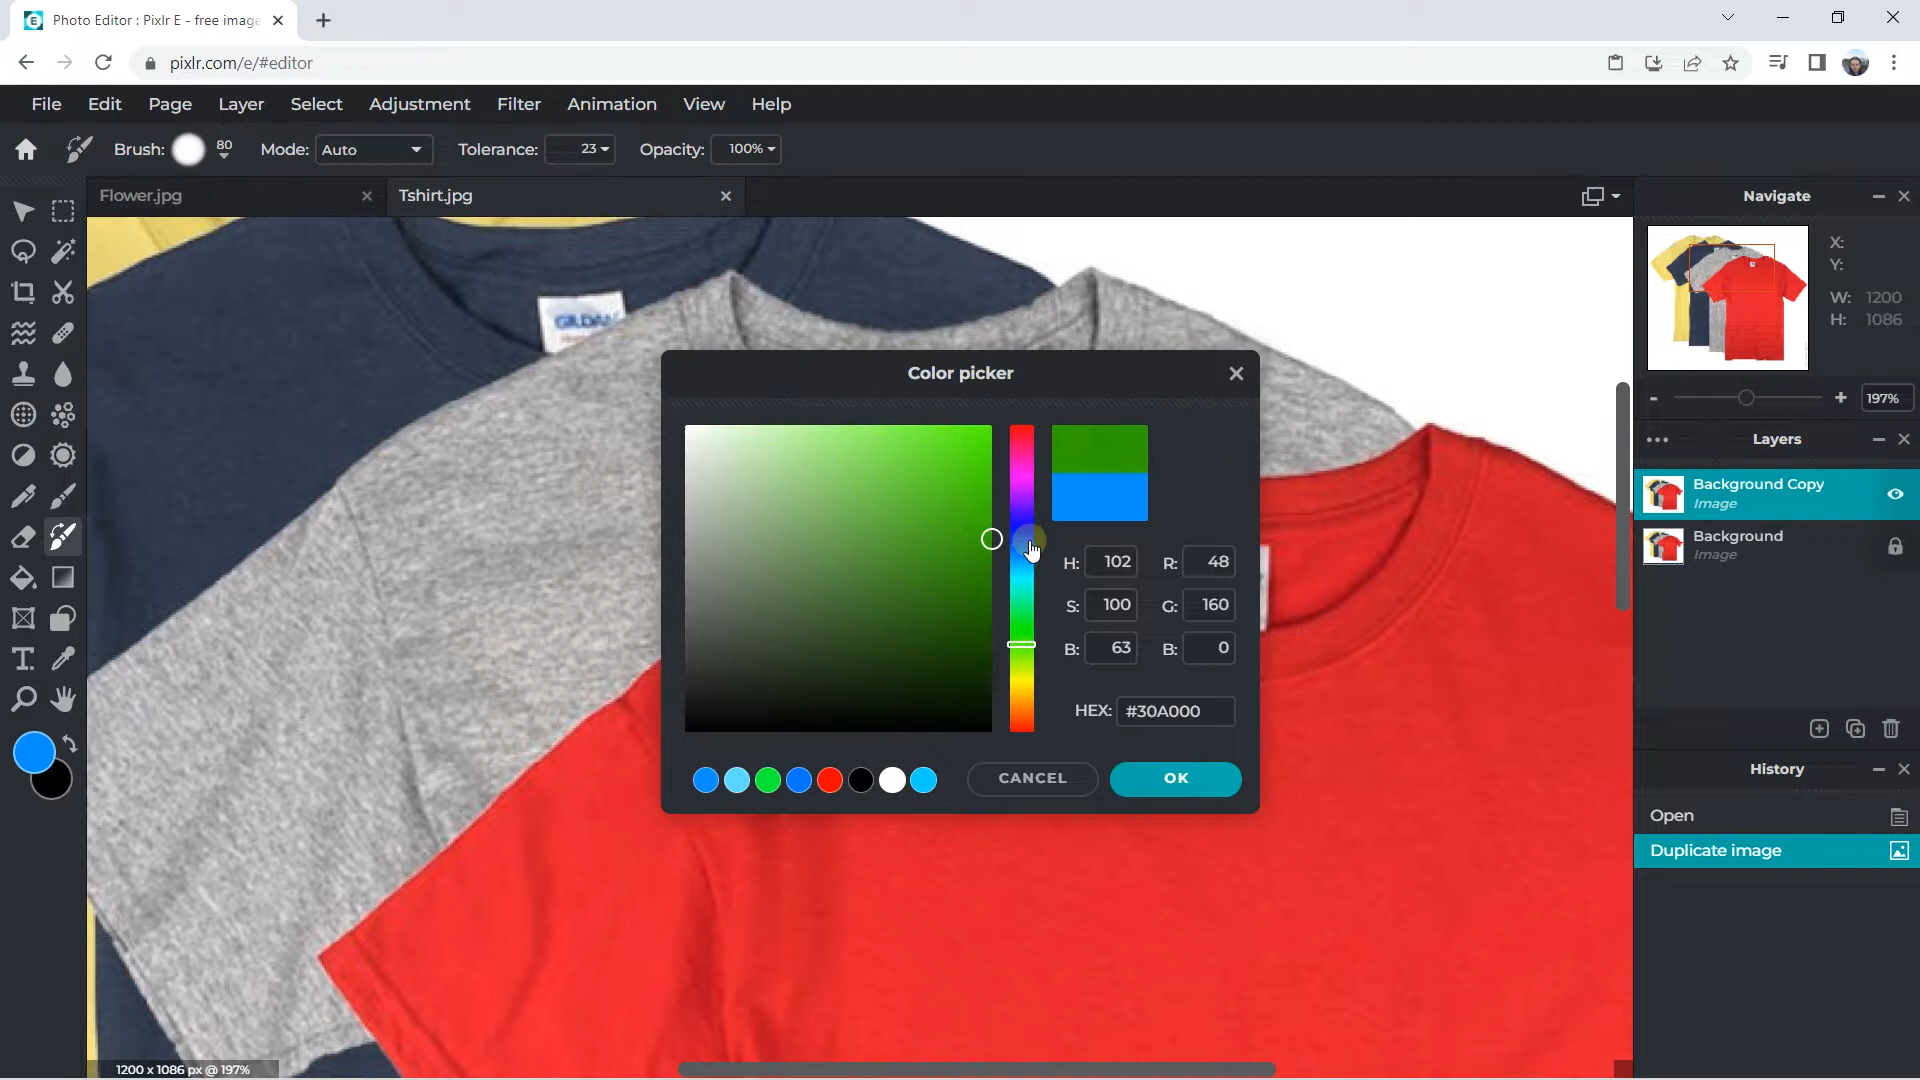 Photo Editor : Pixlr E - free image
pixlr.com/e/#editor
File Edit Page Layer Select Adjustment Filter Animation View Help
Brush: 80 Mode: Auto Tolerance: 23 Opacity: 100%
Flower.jpg Tshirt.jpg
Navigate
X:
Y:
W: 1200
H: 1086
197%
Layers
Background Copy
Image
Background
Image
GILDAN
Color picker
H: 102 R: 48
S: 100 G: 160
B: 63 B: 0
HEX: #30A000
CANCEL OK
History
Open
Duplicate image
1200 x 1086 px @ 197%